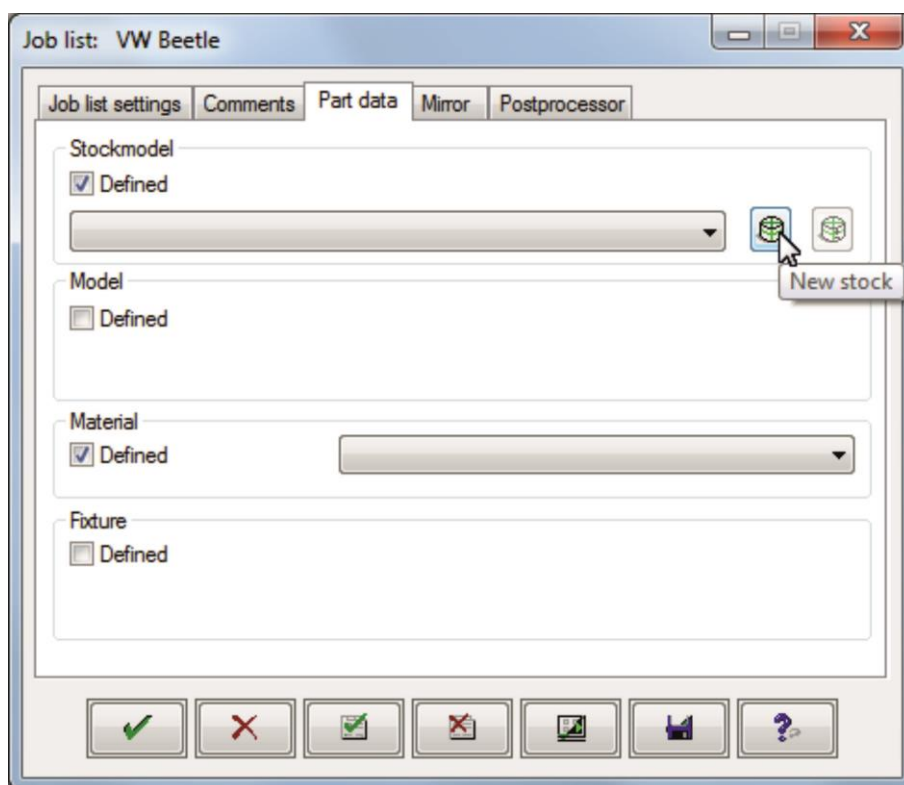 Job list: VW Beetle
Job list settings Comments Part data Mirror Postprocessor
Stockmodel
Defined
New stock
Model
Defined
Material
Defined
Fixture
Defined